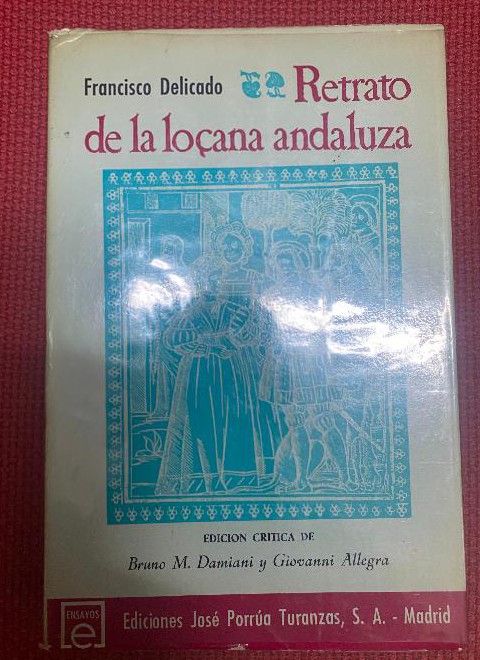 Francisco Delicado Retrato
de la loçana andaluza
EDICION CRITICA DE
Bruno M. Damiani y Giovanni Allegra
ENSAYOS
e
Ediciones José Porrúa Turanzas, S. A. - Madrid